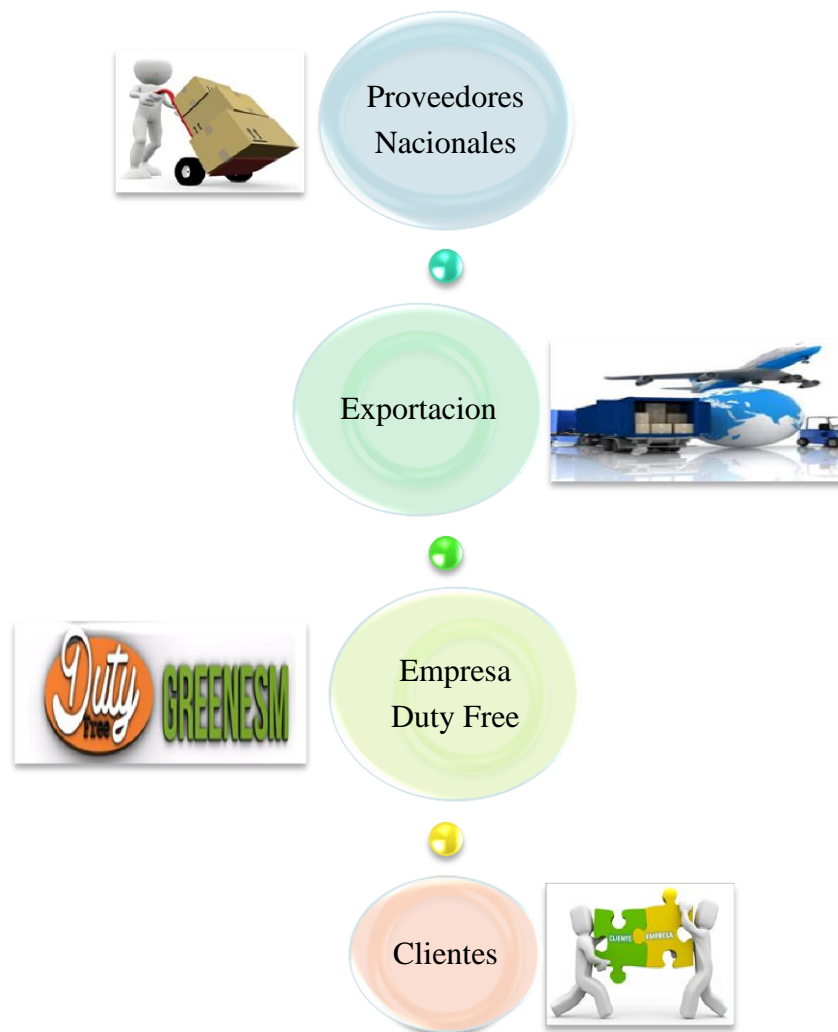 Proveedores
Nacionales
Exportacion
Duty
Free
GREENESM
Empresa
Duty Free
Clientes
CLIENTE
EMPRESA